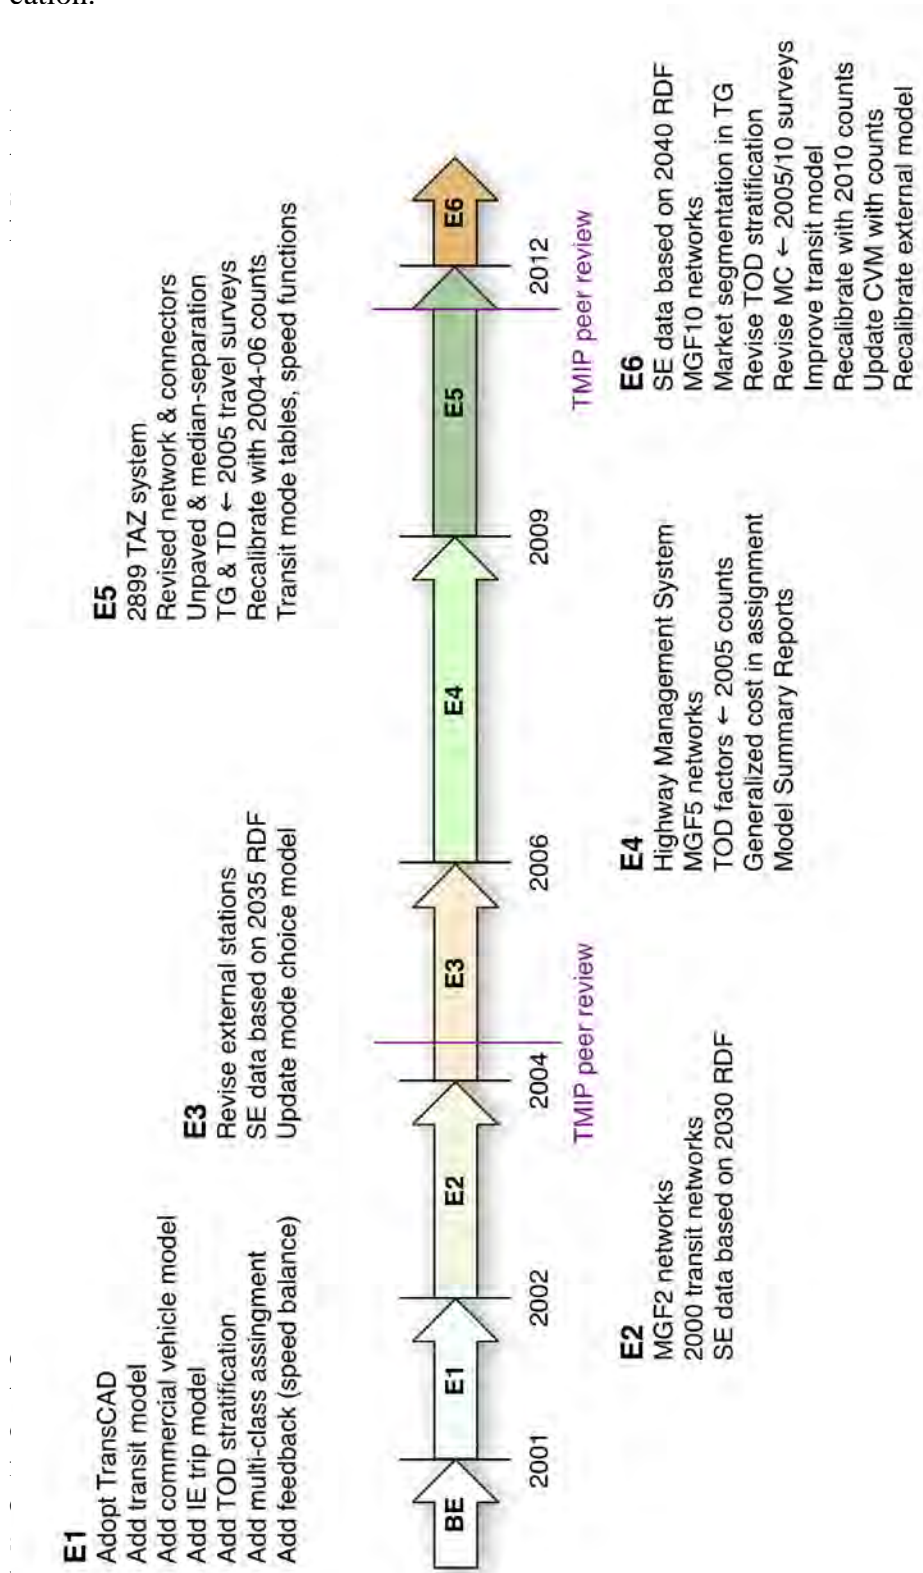 cation.
E1
Adopt TransCAD
Add transit model
Add commercial vehicle model
Add IE trip model
Add TOD stratification
Add multi-class assingment
Add feedback (speed balance)
E3
Revise external stations
SE data based on 2035 RDF
Update mode choice model
E5
2899 TAZ system
Revised network & connectors
Unpaved & median-separation
TG & TD ← 2005 travel surveys
Recalibrate with 2004-06 counts
Transit mode tables, speed functions
BE
E1
E2
E3
E4
E5
E6
2001
2002
2004
2006
2009
2012
TMIP peer review
TMIP peer review
E2
MGF2 networks
2000 transit networks
SE data based on 2030 RDF
E4
Highway Management System
MGF5 networks
TOD factors ← 2005 counts
Generalized cost in assignment
Model Summary Reports
E6
SE data based on 2040 RDF
MGF10 networks
Market segmentation in TG
Revise TOD stratification
Revise MC ← 2005/10 surveys
Improve transit model
Recalibrate with 2010 counts
Update CVM with counts
Recalibrate external model